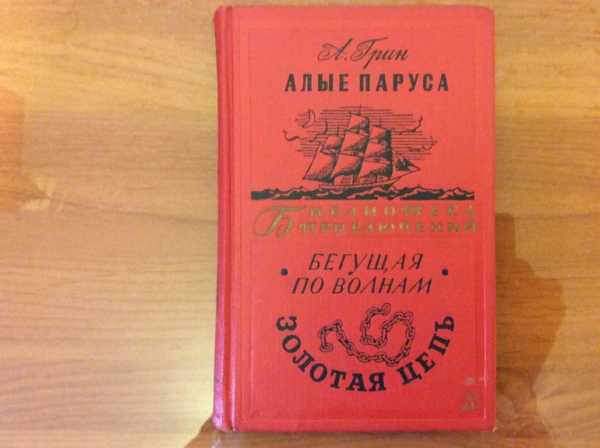 А. Грин
АЛЫЕ ПАРУСА
БИБЛИОТЕКА
ПРИКЛЮЧЕНИЙ
БЕГУЩАЯ
ПО ВОЛНАМ
ЗОЛОТАЯ ЦЕПЬ